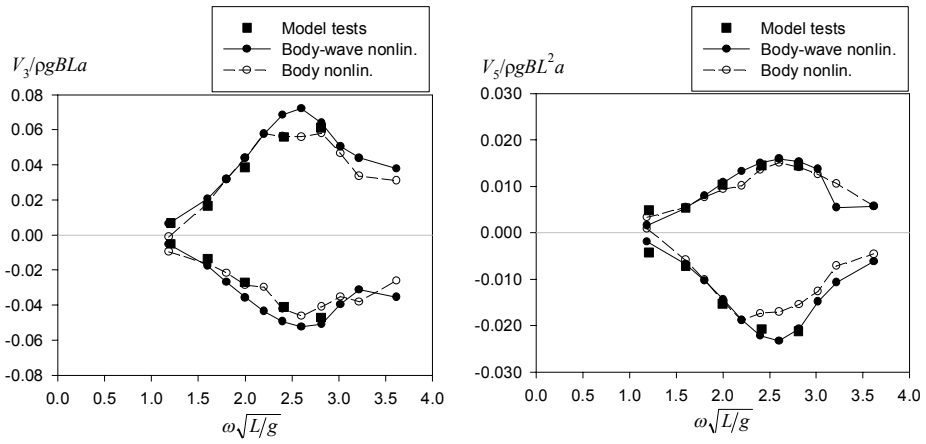 Model tests
Body-wave nonlin.
Body nonlin.
V₃/ρgBLa
0.08
0.06
0.04
0.02
0.00
-0.02
-0.04
-0.06
-0.08
0.0 0.5 1.0 1.5 2.0 2.5 3.0 3.5 4.0
ω√L/g
Model tests
Body-wave nonlin.
Body nonlin.
V₅/ρgBL²a
0.030
0.020
0.010
0.000
-0.010
-0.020
-0.030
0.0 0.5 1.0 1.5 2.0 2.5 3.0 3.5 4.0
ω√L/g